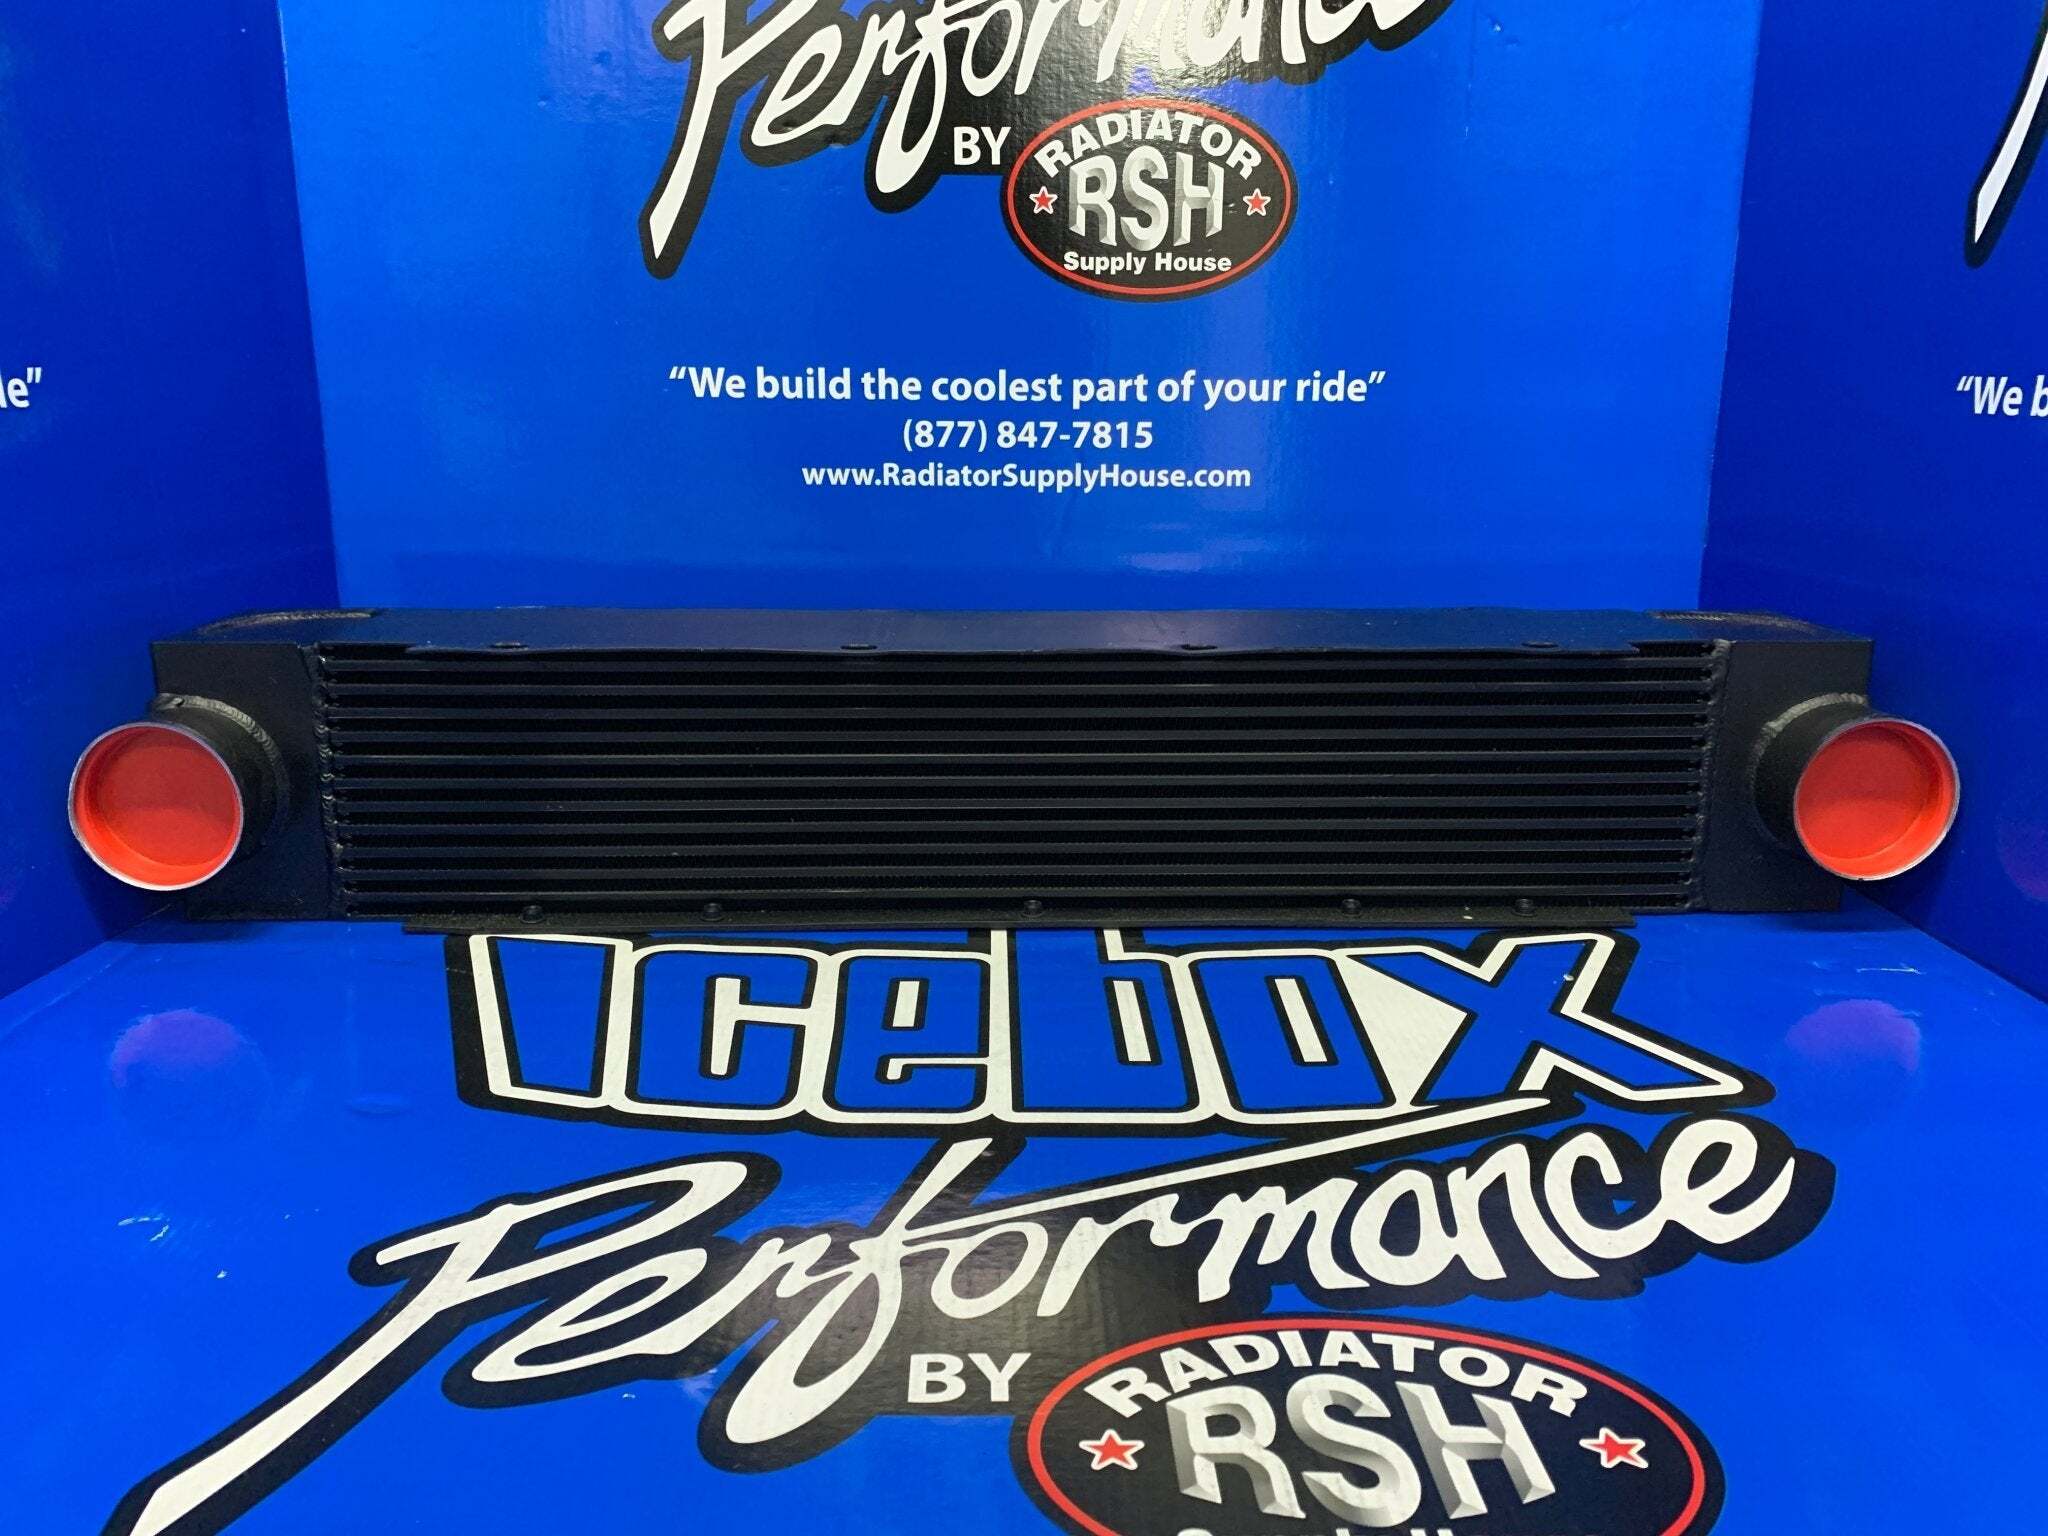 Performance
BY
RADIATOR
RSH
Supply House
“We build the coolest part of your ride”
(877) 847-7815
www.RadiatorSupplyHouse.com
“We b
Icebox
Performance
BY
RADIATOR
RSH